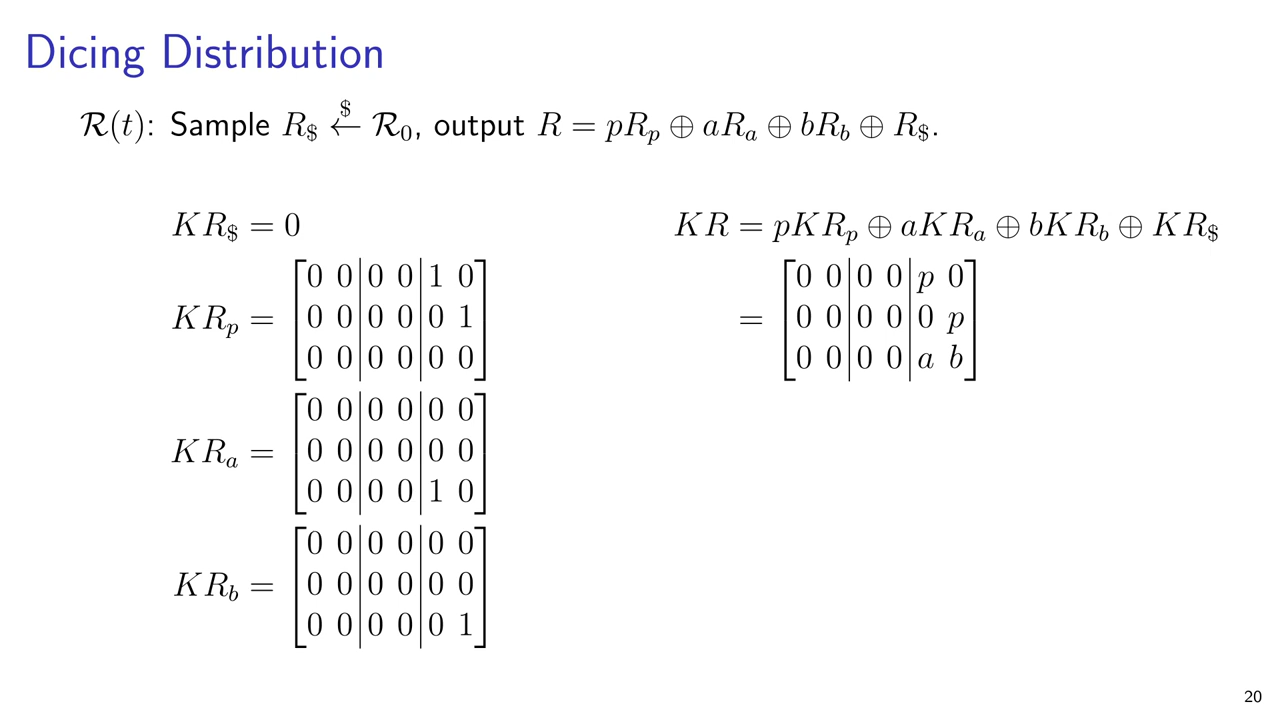 Dicing Distribution
R(t): Sample R_$ ←^$ R_0, output R = pR_p ⊕ aR_a ⊕ bR_b ⊕ R_$.
KR_$ = 0
KR_p =
0 0|0 0|1 0
0 0|0 0|0 1
0 0|0 0|0 0
KR_a =
0 0|0 0|0 0
0 0|0 0|0 0
0 0|0 0|1 0
KR_b =
0 0|0 0|0 0
0 0|0 0|0 0
0 0|0 0|0 1
KR = pKR_p ⊕ aKR_a ⊕ bKR_b ⊕ KR_$
=
0 0|0 0|p 0
0 0|0 0|0 p
0 0|0 0|a b
20